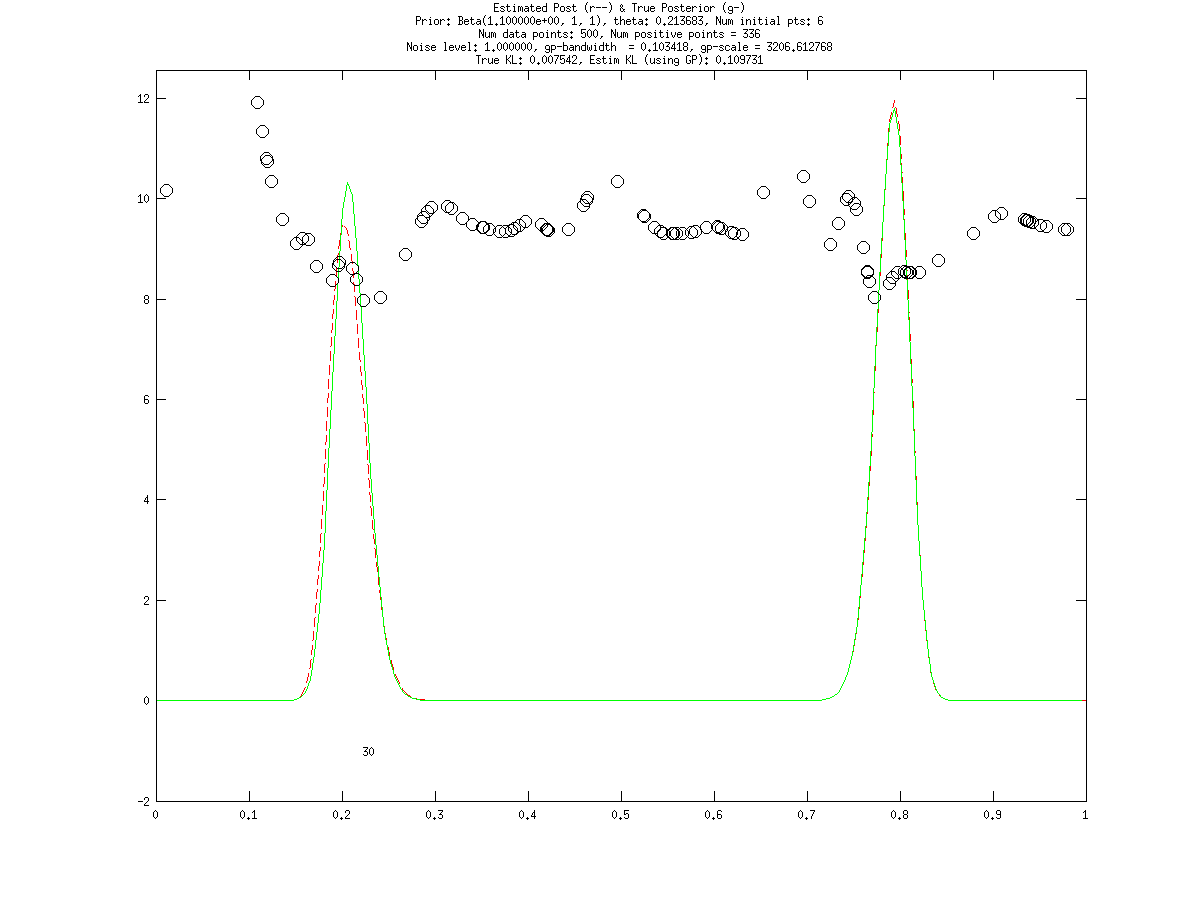 Estimated Post (r--) & True Posterior (g-)
Prior: Beta(1.100000e+00, 1, 1), theta: 0.213683, Num initial pts: 6
Num data points: 500, Num positive points = 336
Noise level: 1.000000, gp-bandwidth  = 0.103418, gp-scale = 3206.612768
True KL: 0.007542, Estim KL (using GP): 0.109731
12
10
8
6
4
2
0
30
-2
0 0.1 0.2 0.3 0.4 0.5 0.6 0.7 0.8 0.9 1